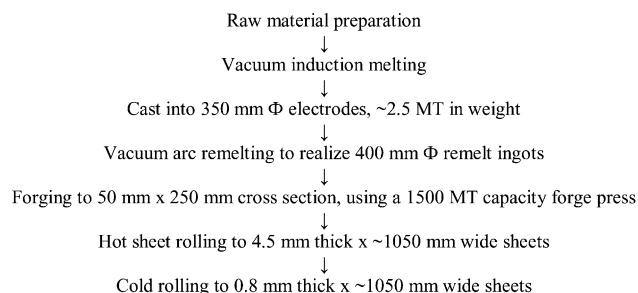 Raw material preparation
↓
Vacuum induction melting
↓
Cast into 350 mm Φ electrodes, ~2.5 MT in weight
↓
Vacuum arc remelting to realize 400 mm Φ remelt ingots
↓
Forging to 50 mm x 250 mm cross section, using a 1500 MT capacity forge press
↓
Hot sheet rolling to 4.5 mm thick x ~1050 mm wide sheets
↓
Cold rolling to 0.8 mm thick x ~1050 mm wide sheets